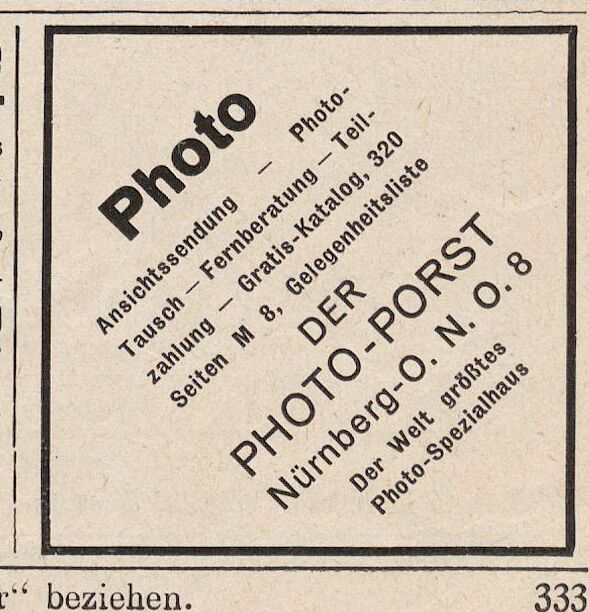 Photo
Ansichtssendung — Photo-
Tausch — Fernberatung — Teil-
zahlung — Gratis-Katalog, 320
Seiten M 8, Gelegenheitsliste
DER
PHOTO-PORST
Nürnberg-O. N. O. 8
Der Welt größtes
Photo-Spezialhaus
r“ beziehen.
333